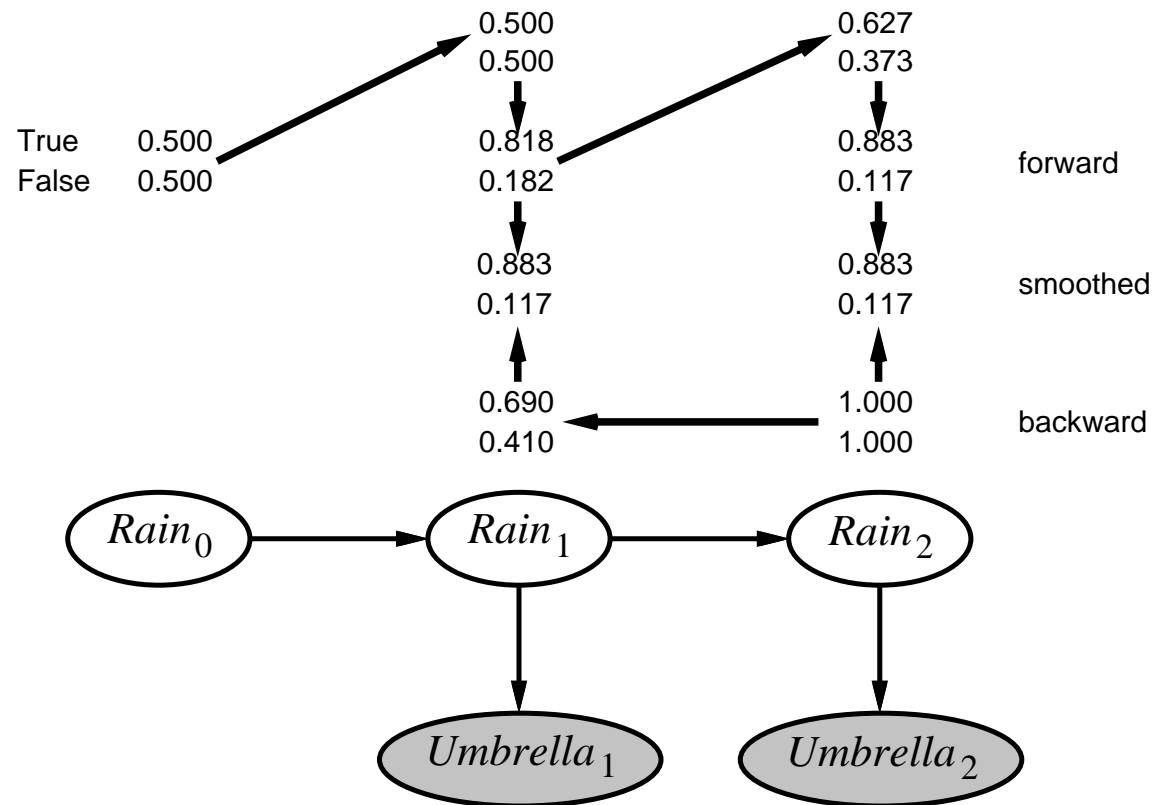 0.500 0.627
0.500 0.373
True 0.500 0.818 0.883
False 0.500 0.182 0.117 forward
0.883 0.883
0.117 0.117 smoothed
0.690 1.000
0.410 1.000 backward
Rain0 Rain1 Rain2
Umbrella1 Umbrella2